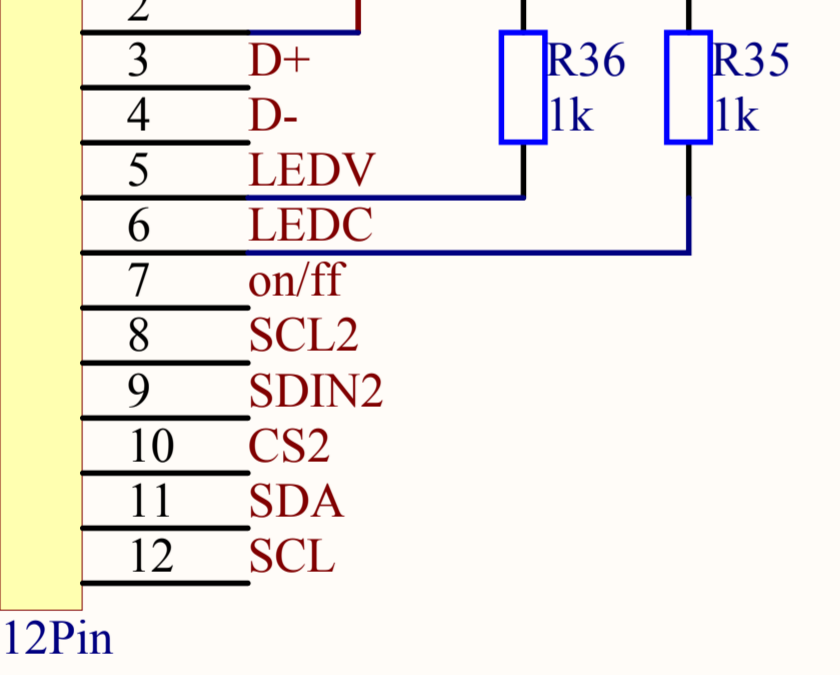 2
3 D+ R36 R35
4 D- 1k 1k
5 LEDV
6 LEDC
7 on/ff
8 SCL2
9 SDIN2
10 CS2
11 SDA
12 SCL
12Pin